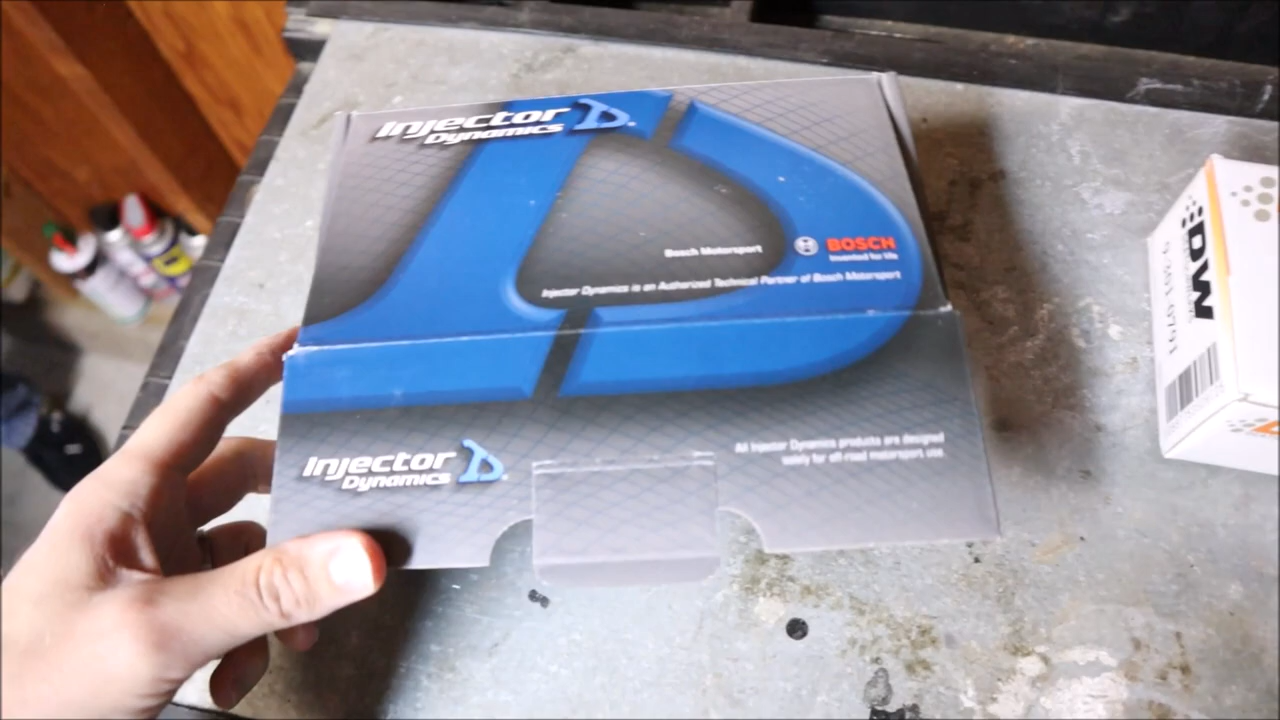 Injector
Dynamics
Bosch Motorsport
BOSCH
Invented for life
Injector Dynamics is an Authorized Technical Partner of Bosch Motorsport
Injector
Dynamics
All Injector Dynamics products are designed
solely for off-road motorsport use.
DW